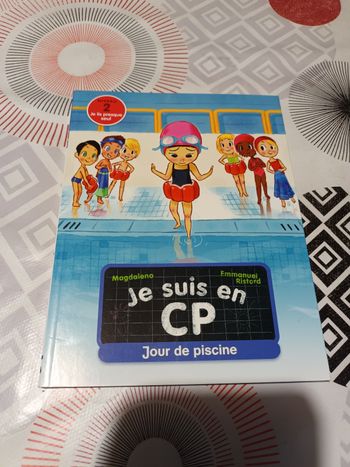 Niveau
2
Je lis presque
seul
Magdalena
Emmanuel
Ristord
Je suis en
CP
Jour de piscine